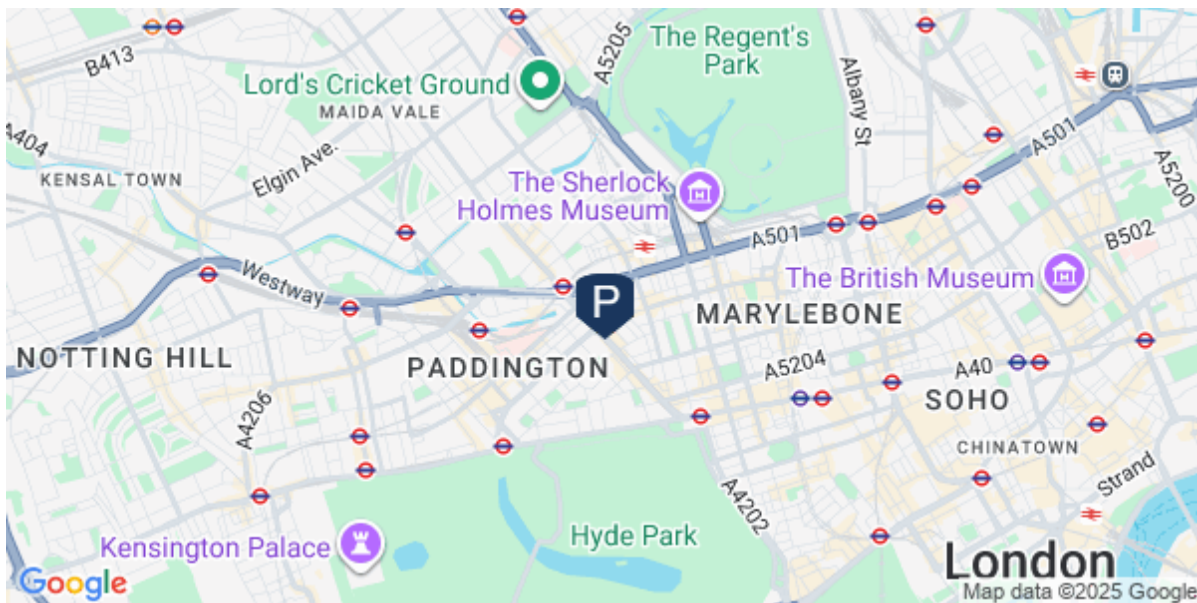 B413
A5205
The Regent's
Park
Lord's Cricket Ground
MAIDA VALE
Albany St
A404
Elgin Ave.
A501
KENSAL TOWN
A5200
The Sherlock
Holmes Museum
A501
B502
Westway
The British Museum
P
MARYLEBONE
NOTTING HILL
PADDINGTON
A5204
A40
SOHO
A4206
CHINATOWN
Strand
A4202
Hyde Park
Kensington Palace
London
Google
Map data ©2025 Google